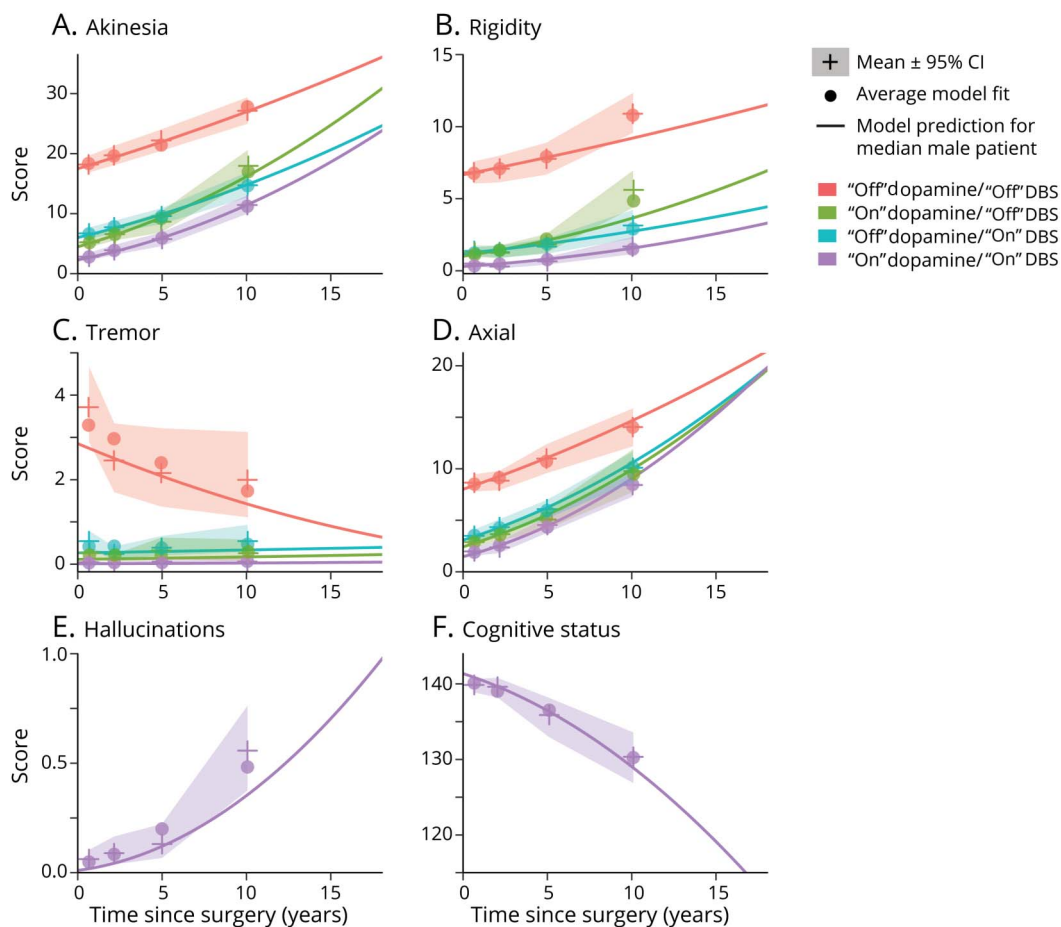 A. Akinesia
Score
30
20
10
0
0 5 10 15
B. Rigidity
15
10
5
0
0 5 10 15
Mean ± 95% CI
Average model fit
Model prediction for
median male patient
"Off" dopamine/"Off" DBS
"On" dopamine/"Off" DBS
"Off" dopamine/"On" DBS
"On" dopamine/"On" DBS
C. Tremor
Score
4
2
0
0 5 10 15
D. Axial
20
10
0
0 5 10 15
E. Hallucinations
Score
1.0
0.5
0.0
0 5 10 15
Time since surgery (years)
F. Cognitive status
140
130
120
0 5 10 15
Time since surgery (years)